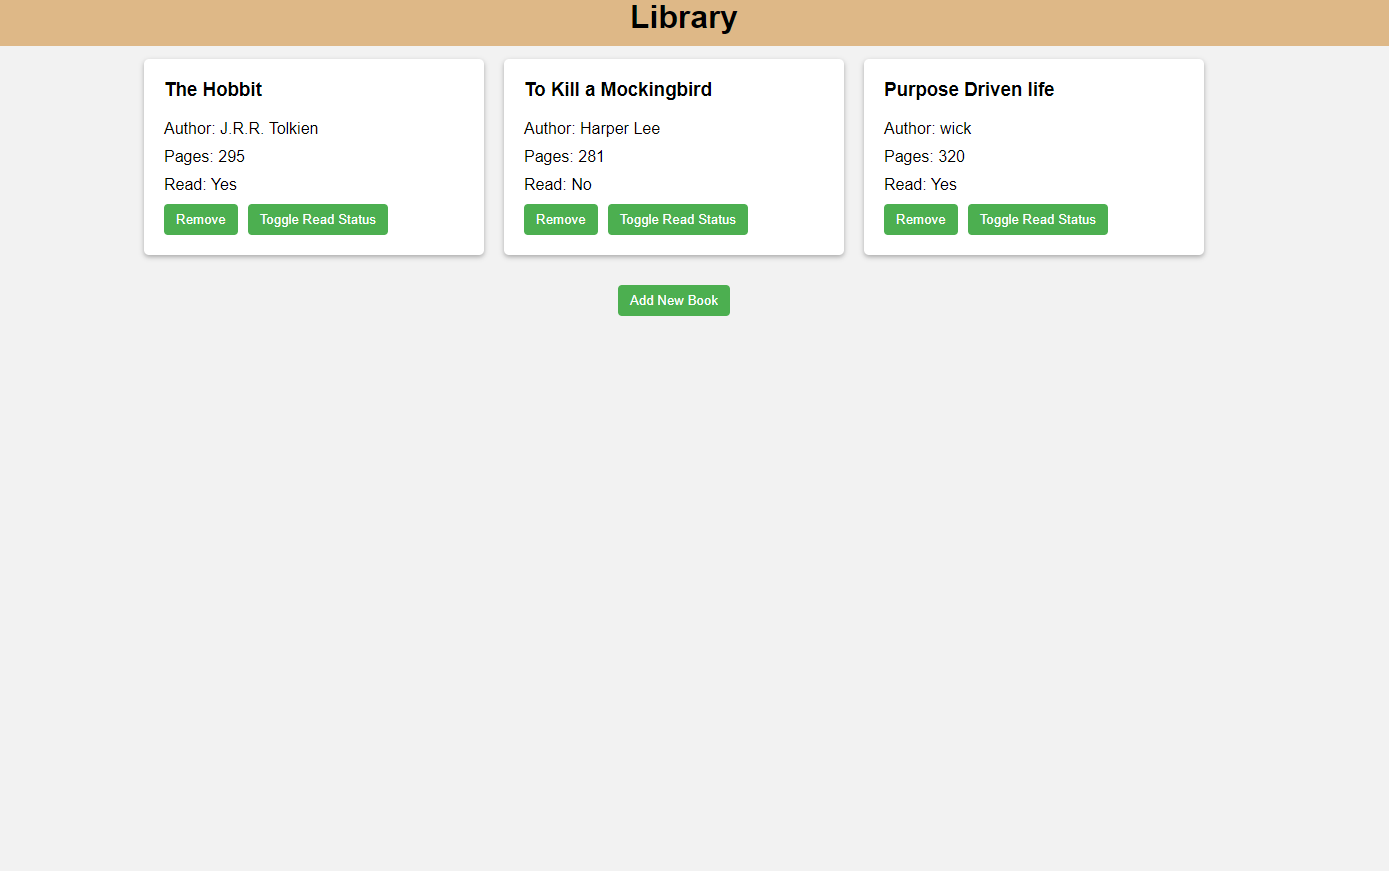 Library
The Hobbit
Author: J.R.R. Tolkien
Pages: 295
Read: Yes
Remove Toggle Read Status
To Kill a Mockingbird
Author: Harper Lee
Pages: 281
Read: No
Remove Toggle Read Status
Purpose Driven life
Author: wick
Pages: 320
Read: Yes
Remove Toggle Read Status
Add New Book